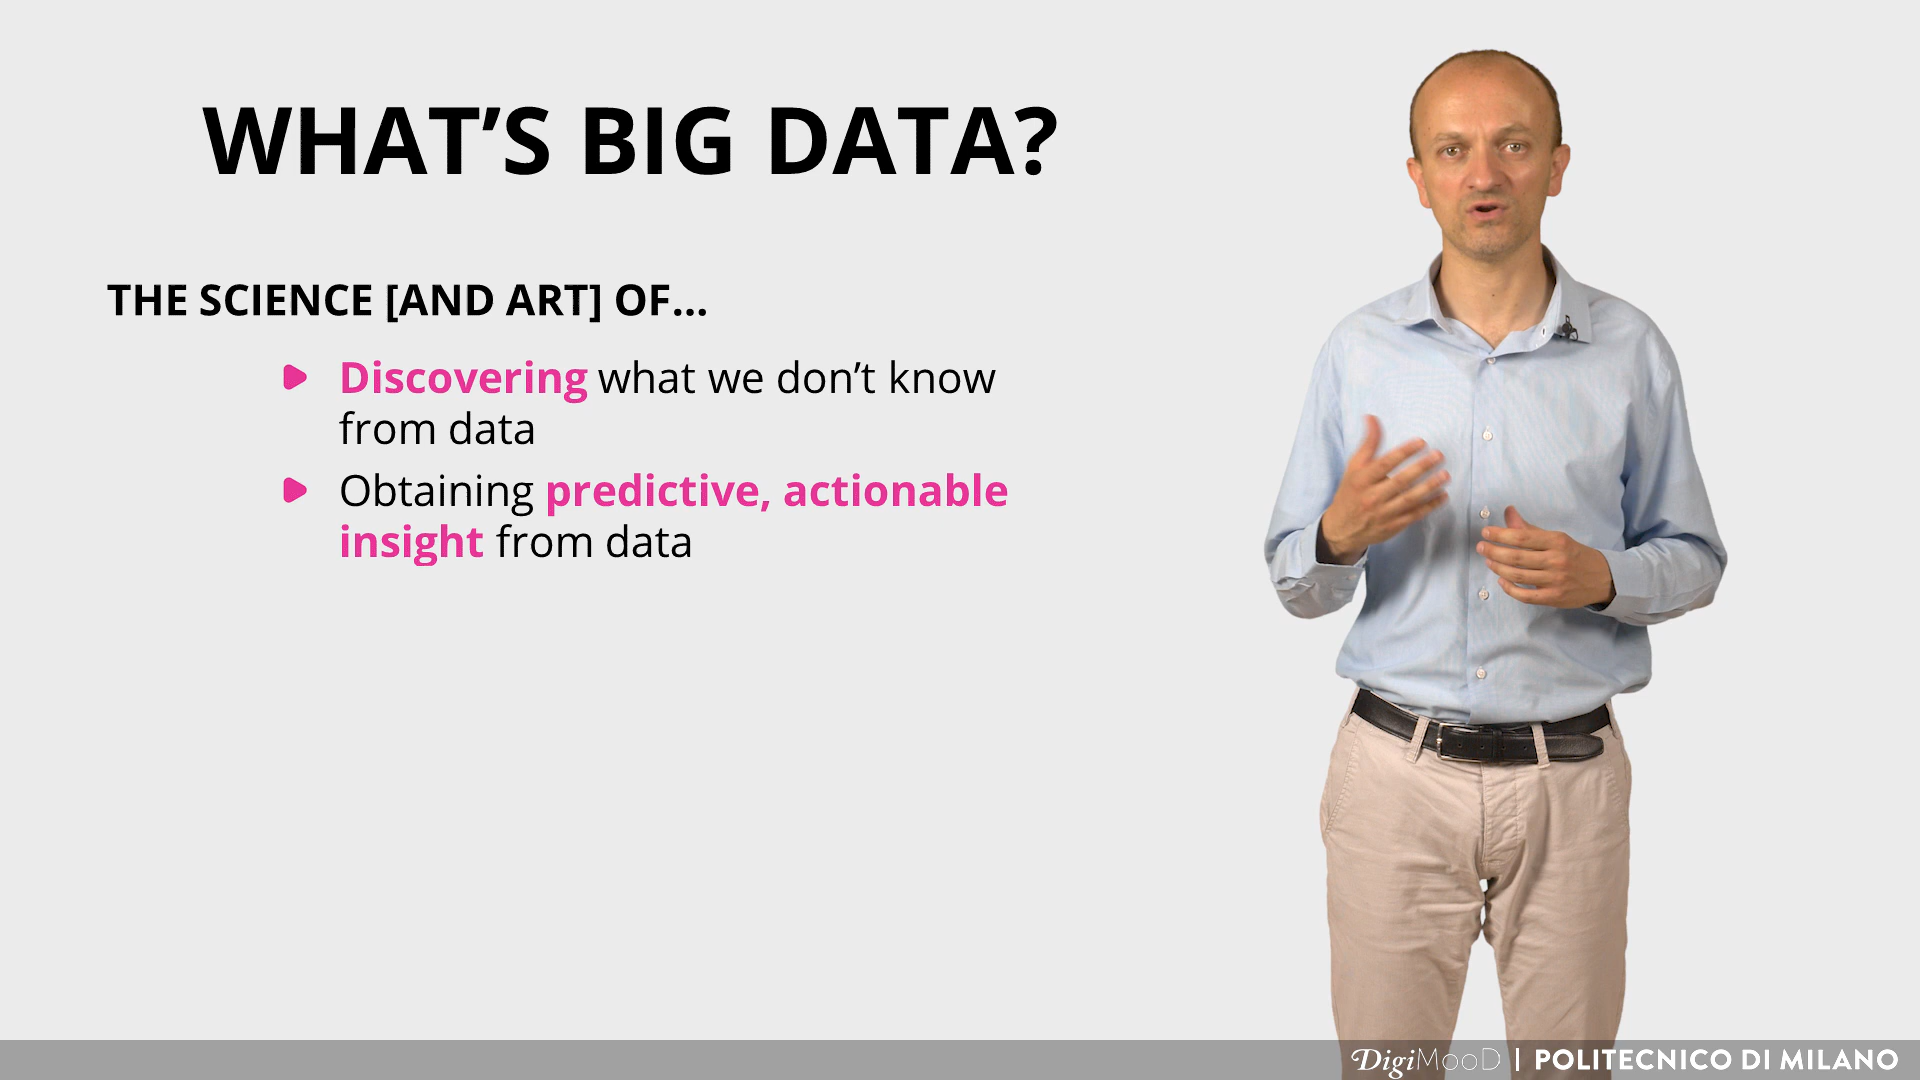 WHAT’S BIG DATA?
THE SCIENCE [AND ART] OF...
Discovering what we don’t know
from data
Obtaining predictive, actionable
insight from data
DigiMooD | POLITECNICO DI MILANO